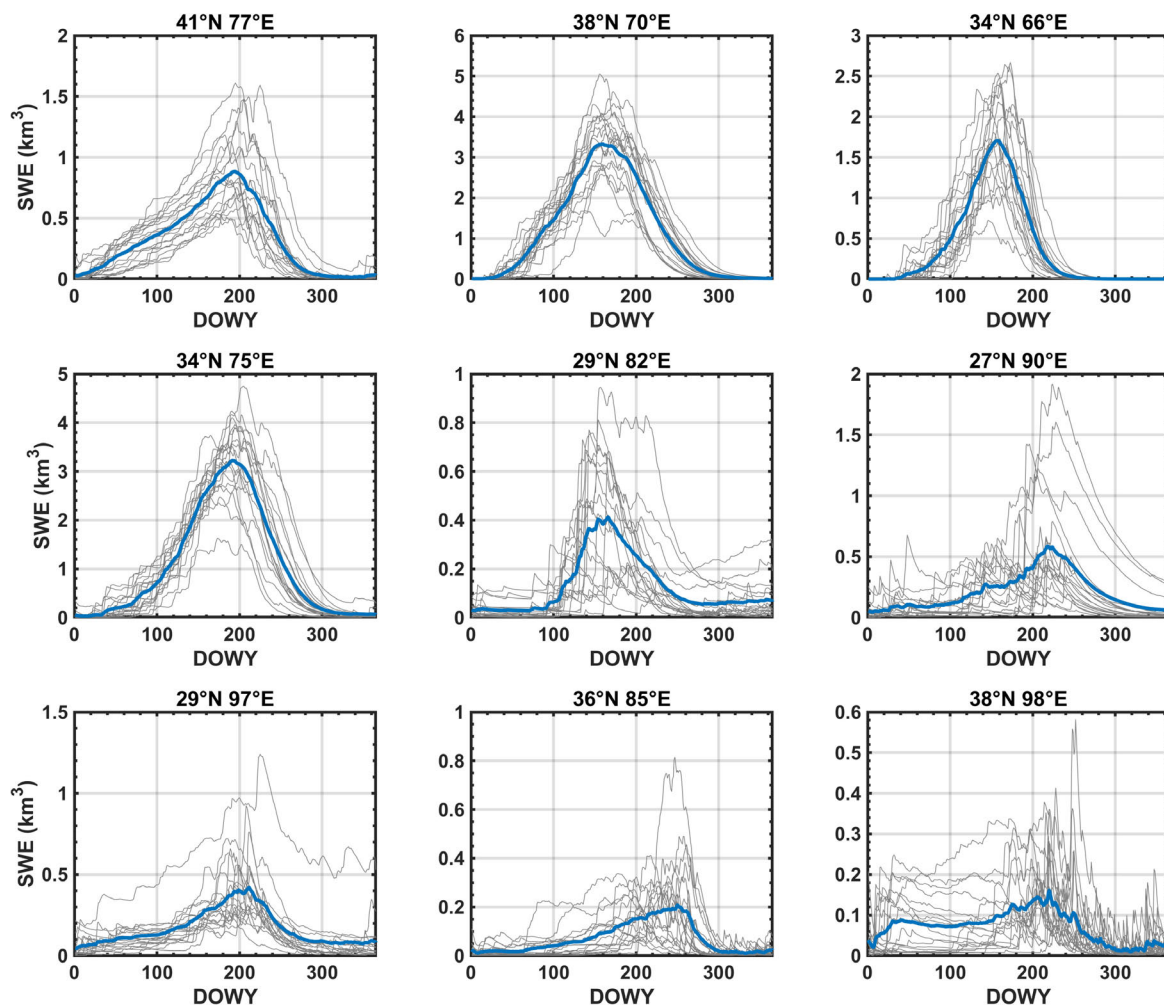 41°N 77°E
2
1.5
1
0.5
0
SWE (km³)
0 100 200 300
DOWY
38°N 70°E
6
5
4
3
2
1
0
0 100 200 300
DOWY
34°N 66°E
3
2.5
2
1.5
1
0.5
0
0 100 200 300
DOWY
34°N 75°E
5
4
3
2
1
0
SWE (km³)
0 100 200 300
DOWY
29°N 82°E
1
0.8
0.6
0.4
0.2
0
0 100 200 300
DOWY
27°N 90°E
2
1.5
1
0.5
0
0 100 200 300
DOWY
29°N 97°E
1.5
1
0.5
0
SWE (km³)
0 100 200 300
DOWY
36°N 85°E
1
0.8
0.6
0.4
0.2
0
0 100 200 300
DOWY
38°N 98°E
0.6
0.5
0.4
0.3
0.2
0.1
0
0 100 200 300
DOWY